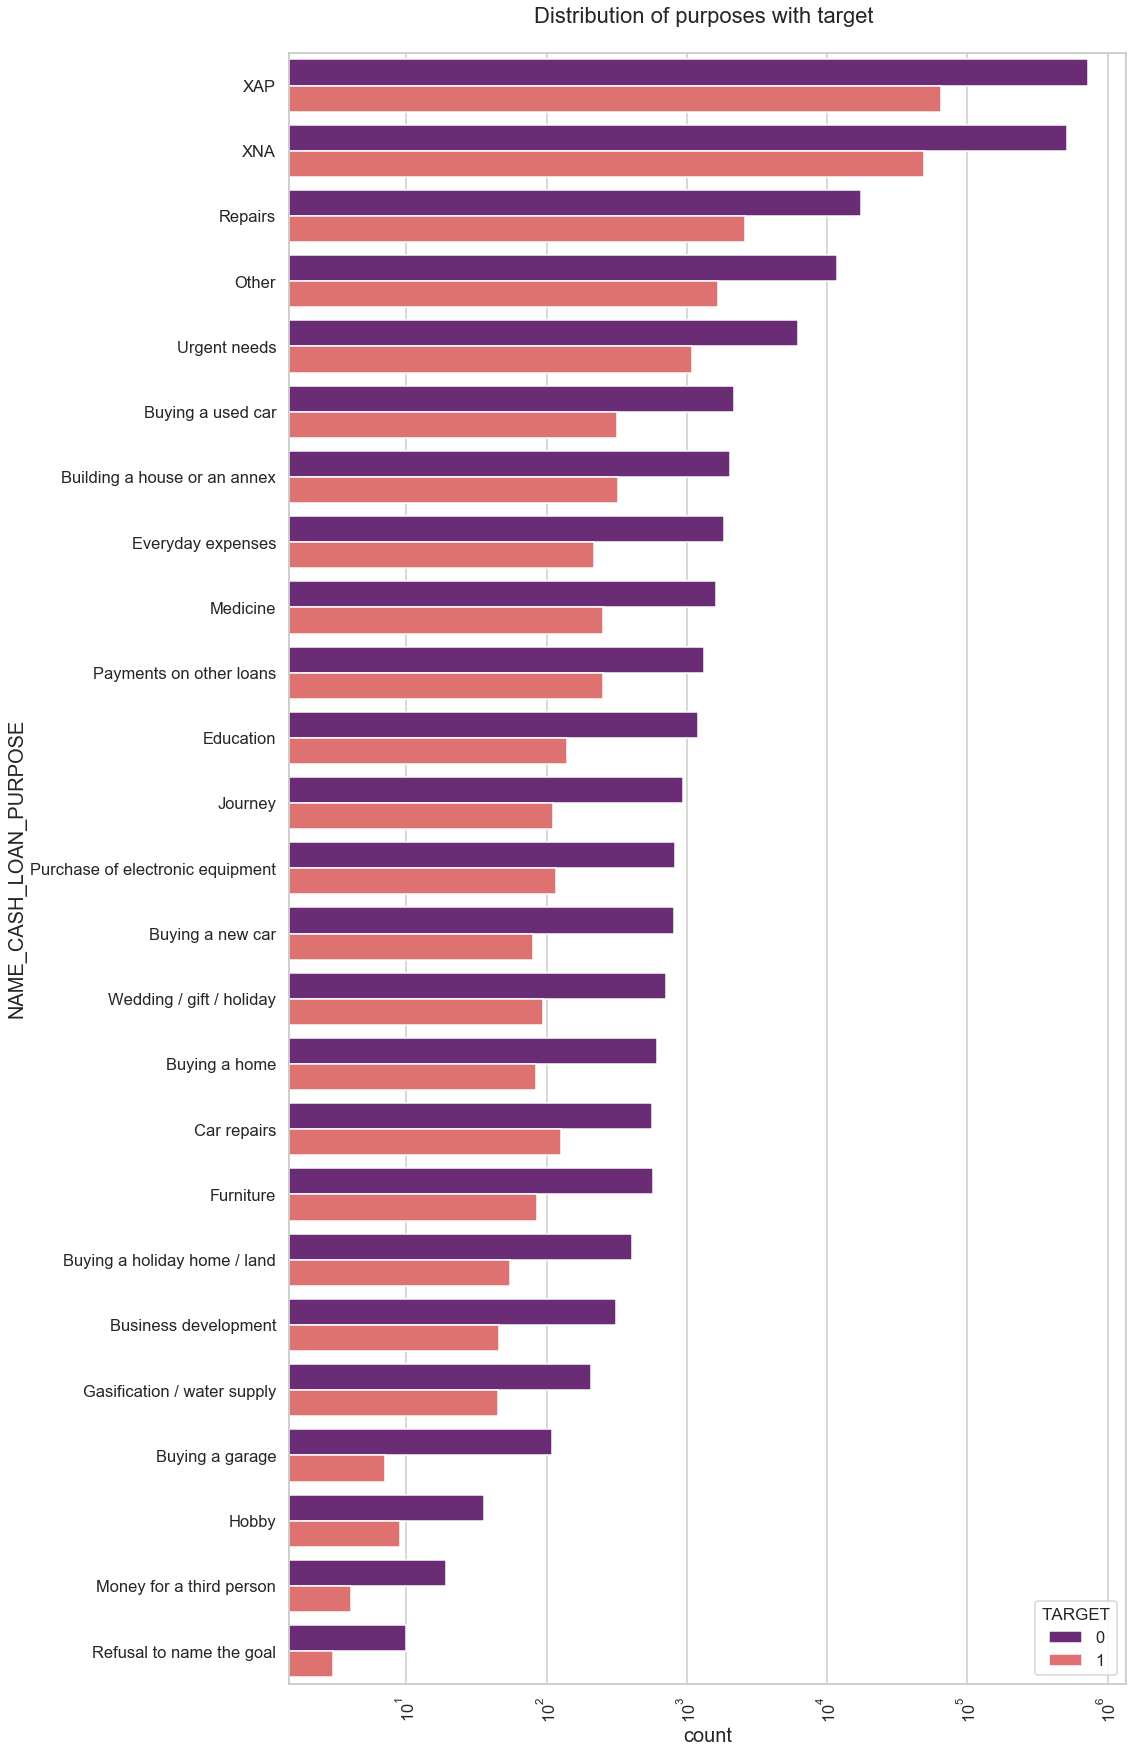 Distribution of purposes with target
NAME_CASH_LOAN_PURPOSE
XAP
XNA
Repairs
Other
Urgent needs
Buying a used car
Building a house or an annex
Everyday expenses
Medicine
Payments on other loans
Education
Journey
Purchase of electronic equipment
Buying a new car
Wedding / gift / holiday
Buying a home
Car repairs
Furniture
Buying a holiday home / land
Business development
Gasification / water supply
Buying a garage
Hobby
Money for a third person
Refusal to name the goal
TARGET
0
1
10¹ 10² 10³ 10⁴ 10⁵ 10⁶
count